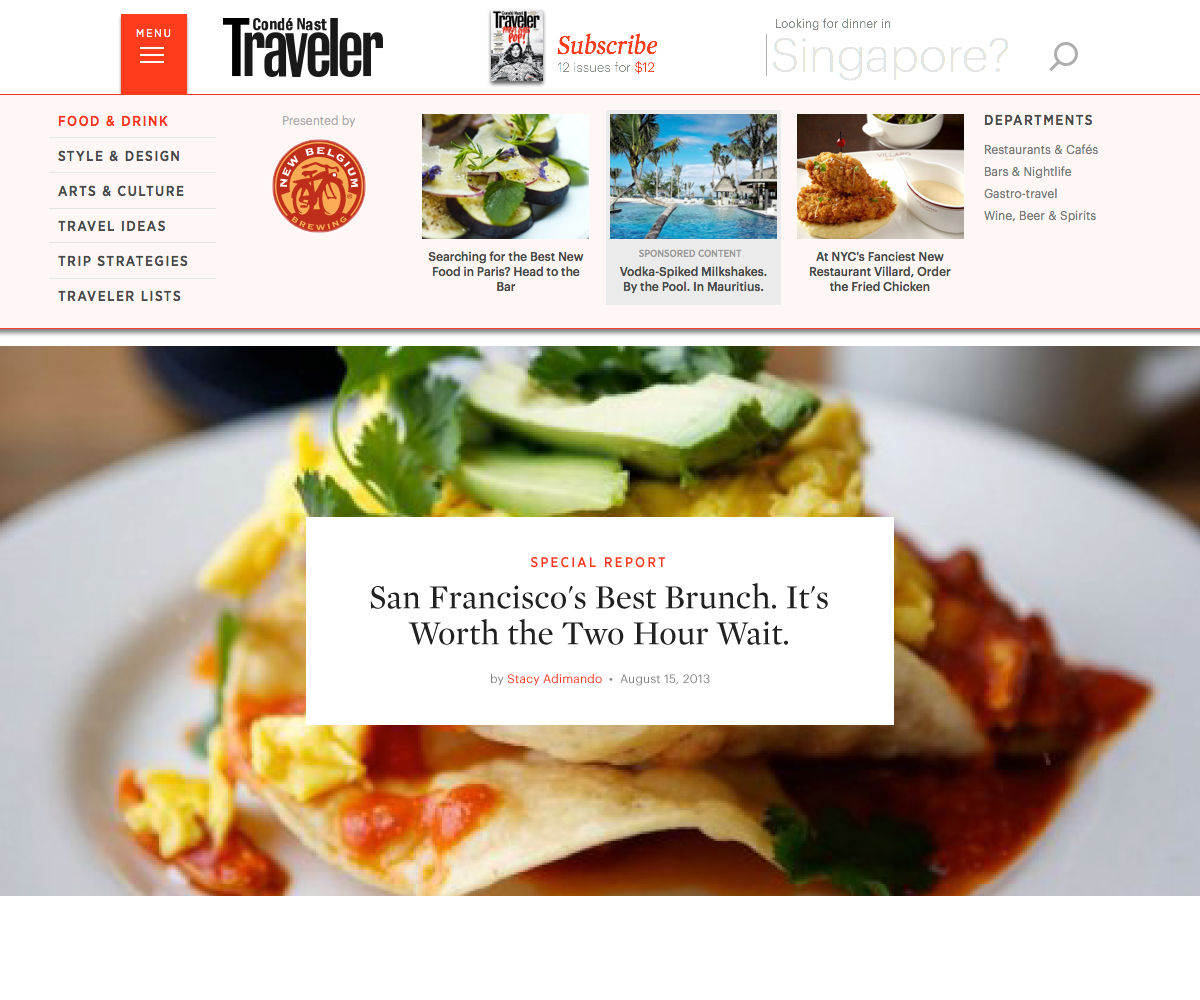 MENU
Condé Nast
Traveler
Condé Nast
Traveler
POP!
Subscribe
12 issues for $12
Looking for dinner in
Singapore?
FOOD & DRINK
STYLE & DESIGN
ARTS & CULTURE
TRAVEL IDEAS
TRIP STRATEGIES
TRAVELER LISTS
Presented by
NEW BELGIUM
BREWING
Searching for the Best New
Food in Paris? Head to the
Bar
SPONSORED CONTENT
Vodka-Spiked Milkshakes.
By the Pool. In Mauritius.
VILLARD
At NYC's Fanciest New
Restaurant Villard, Order
the Fried Chicken
DEPARTMENTS
Restaurants & Cafés
Bars & Nightlife
Gastro-travel
Wine, Beer & Spirits
SPECIAL REPORT
San Francisco's Best Brunch. It's
Worth the Two Hour Wait.
by Stacy Adimando • August 15, 2013